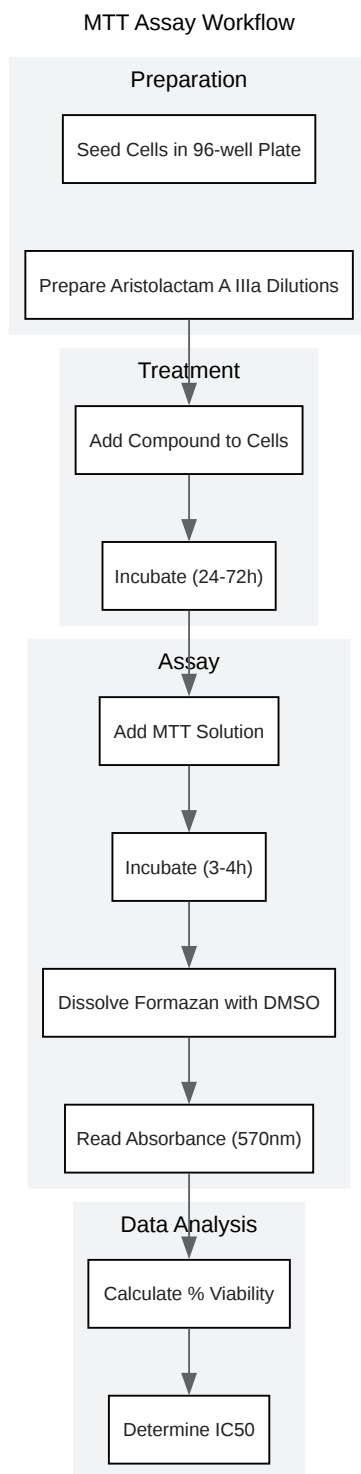 MTT Assay Workflow
Preparation
Seed Cells in 96-well Plate
Prepare Aristolactam A IIIa Dilutions
Treatment
Add Compound to Cells
Incubate (24-72h)
Assay
Add MTT Solution
Incubate (3-4h)
Dissolve Formazan with DMSO
Read Absorbance (570nm)
Data Analysis
Calculate % Viability
Determine IC50